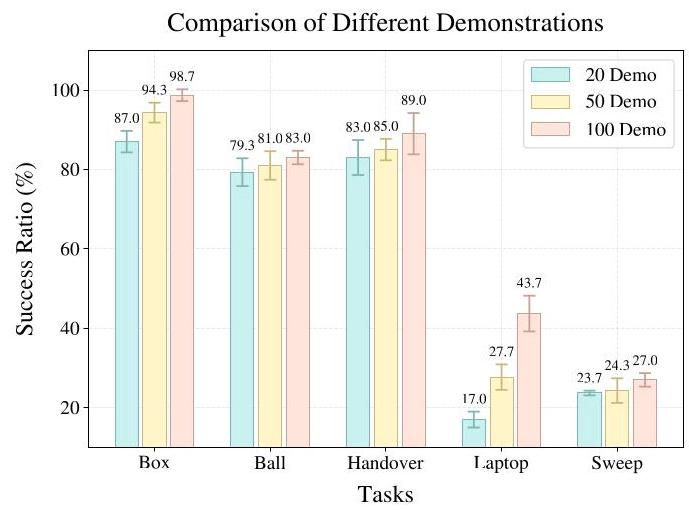 Comparison of Different Demonstrations
20 Demo
50 Demo
100 Demo
87.0 94.3 98.7
79.3 81.0 83.0
83.0 85.0 89.0
17.0 27.7 43.7
23.7 24.3 27.0
100
80
60
40
20
Success Ratio (%)
Box Ball Handover Laptop Sweep
Tasks